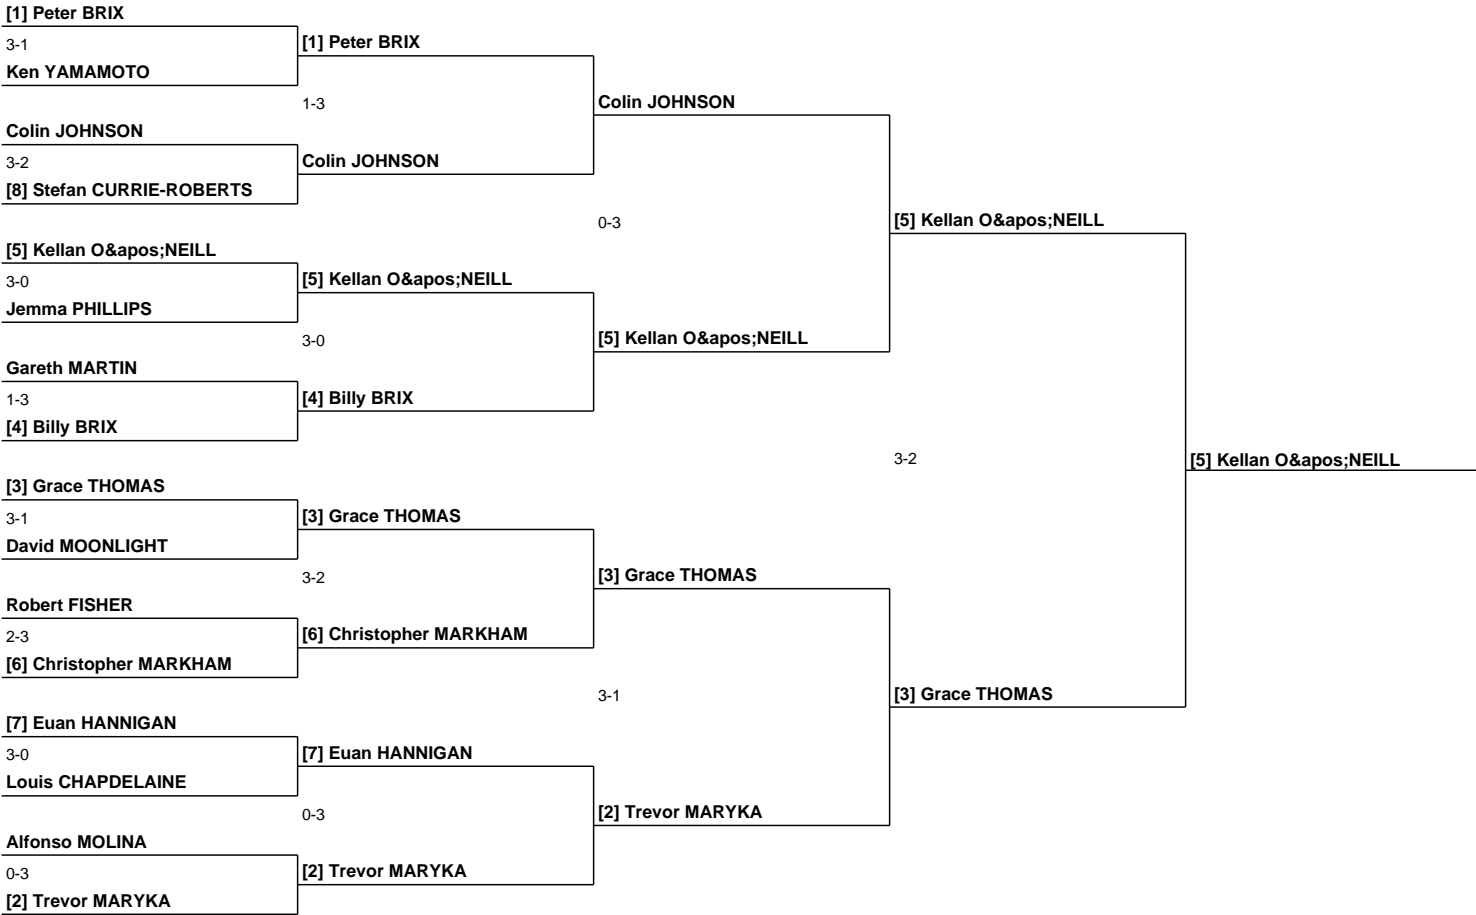 [1] Peter BRIX
3-1
Ken YAMAMOTO
Colin JOHNSON
3-2
[8] Stefan CURRIE-ROBERTS
[5] Kellan O&apos;NEILL
3-0
Jemma PHILLIPS
Gareth MARTIN
1-3
[4] Billy BRIX
[3] Grace THOMAS
3-1
David MOONLIGHT
Robert FISHER
2-3
[6] Christopher MARKHAM
[7] Euan HANNIGAN
3-0
Louis CHAPDELAINE
Alfonso MOLINA
0-3
[2] Trevor MARYKA
[1] Peter BRIX
1-3
Colin JOHNSON
[5] Kellan O&apos;NEILL
3-0
[4] Billy BRIX
[3] Grace THOMAS
3-2
[6] Christopher MARKHAM
[7] Euan HANNIGAN
0-3
[2] Trevor MARYKA
Colin JOHNSON
0-3
[5] Kellan O&apos;NEILL
[3] Grace THOMAS
3-1
[2] Trevor MARYKA
[5] Kellan O&apos;NEILL
3-2
[3] Grace THOMAS
[5] Kellan O&apos;NEILL